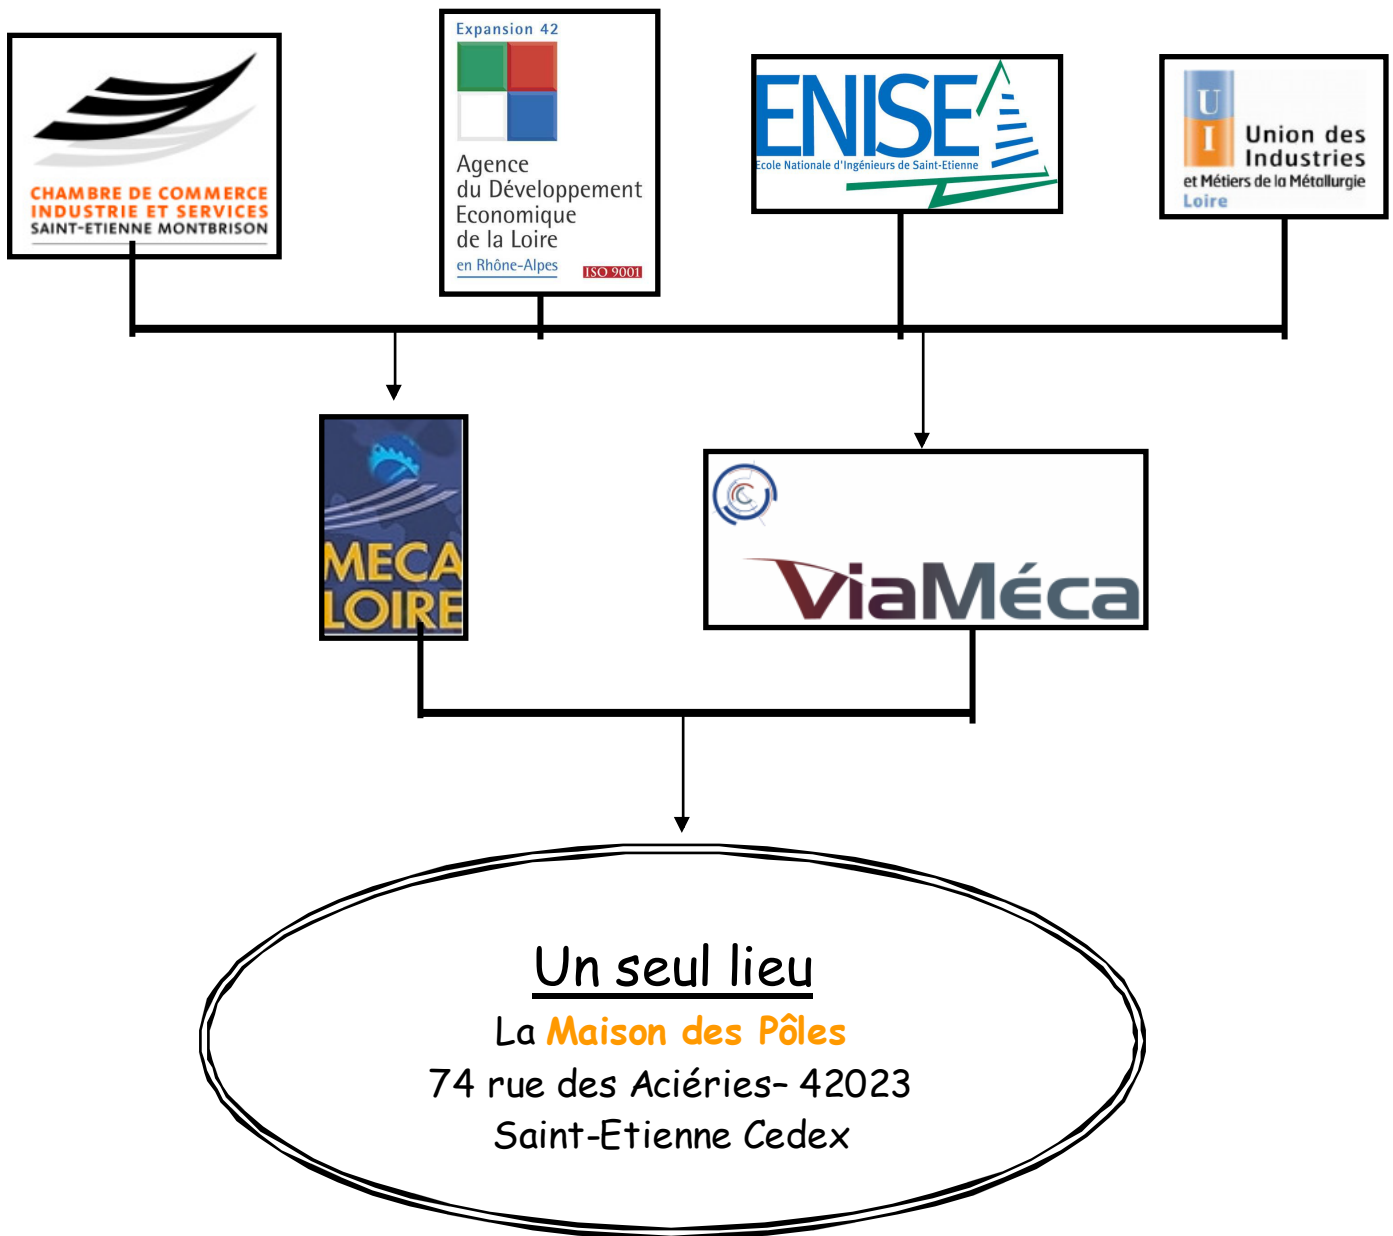 CHAMBRE DE COMMERCE
INDUSTRIE ET SERVICES
SAINT-ETIENNE MONTBRISON
Expansion 42
Agence
du Développement
Economique
de la Loire
en Rhône-Alpes
ISO 9001
ENISE
Ecole Nationale d'Ingénieurs de Saint-Etienne
U
I
Union des
Industries
et Métiers de la Métallurgie
Loire
MECA
LOIRE
ViaMéca
Un seul lieu
La Maison des Pôles
74 rue des Aciéries– 42023
Saint-Etienne Cedex